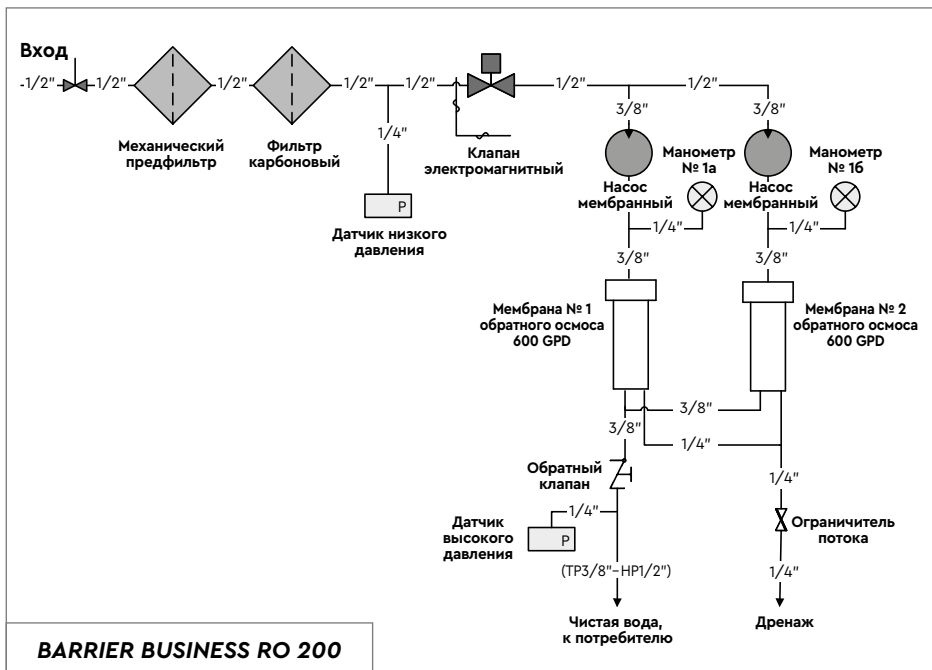 Вход
1/2" 1/2" 1/2" 1/2" 1/2" 1/2" 1/2"
3/8" 3/8"
1/4"
Механический
предфильтр
Фильтр
карбоновый
Клапан
электромагнитный
Манометр
№ 1а
Манометр
№ 1б
Насос
мембранный
Насос
мембранный
P
Датчик низкого
давления
1/4" 1/4"
3/8" 3/8"
Мембрана № 1
обратного осмоса
600 GPD
Мембрана № 2
обратного осмоса
600 GPD
3/8"
3/8"
1/4"
Обратный
клапан
1/4"
1/4"
Датчик
высокого
давления
P
Ограничитель
потока
(ТР3/8"–НР1/2")
1/4"
Чистая вода,
к потребителю
Дренаж
BARRIER BUSINESS RO 200